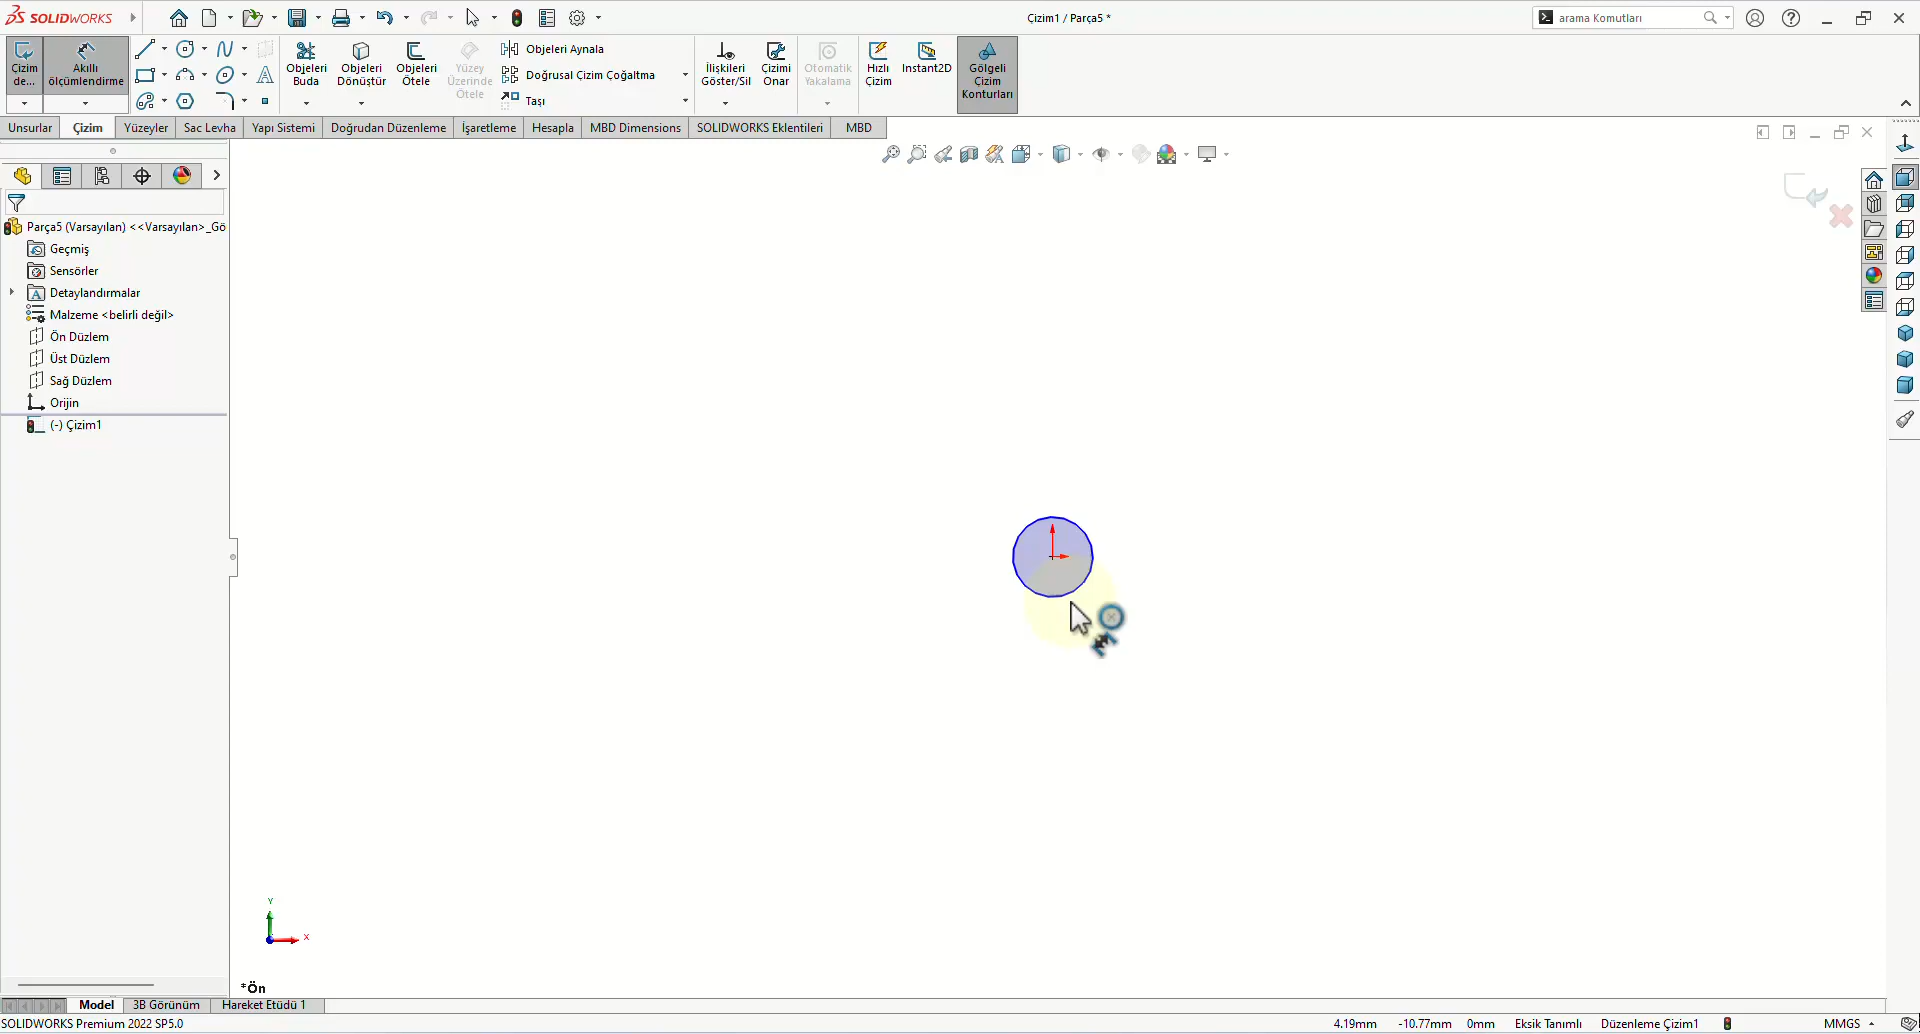 SOLIDWORKS
Çizim1 / Parça5 *
arama Komutları
Çizim de...
Akıllı ölçümlendirme
Objeleri Buda
Objeleri Dönüştür
Objeleri Ötele
Yüzey Üzerinde Ötele
Objeleri Aynala
Doğrusal Çizim Çoğaltma
Taşı
İlişkileri Göster/Sil
Çizimi Onar
Otomatik Yakalama
Hızlı Çizim
Instant2D
Gölgeli Çizim Konturları
Unsurlar
Çizim
Yüzeyler
Sac Levha
Yapı Sistemi
Doğrudan Düzenleme
İşaretleme
Hesapla
MBD Dimensions
SOLIDWORKS Eklentileri
MBD
Parça5 (Varsayılan) <<Varsayılan>_Gö
Geçmiş
Sensörler
Detaylandırmalar
Malzeme <belirli değil>
Ön Düzlem
Üst Düzlem
Sağ Düzlem
Orijin
(-) Çizim1
Y
X
*Ön
Model
3B Görünüm
Hareket Etüdü 1
SOLIDWORKS Premium 2022 SP5.0
4.19mm
-10.77mm
0mm
Eksik Tanımlı
Düzenleme Çizim1
MMGS